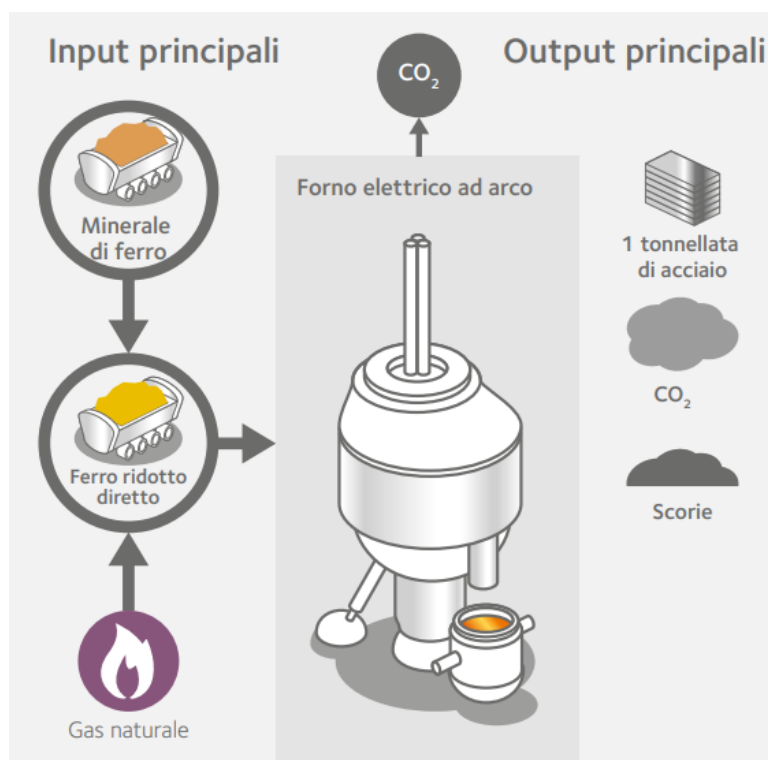 Input principali
CO₂
Output principali
Minerale
di ferro
Ferro ridotto
diretto
Gas naturale
Forno elettrico ad arco
1 tonnellata
di acciaio
CO₂
Scorie